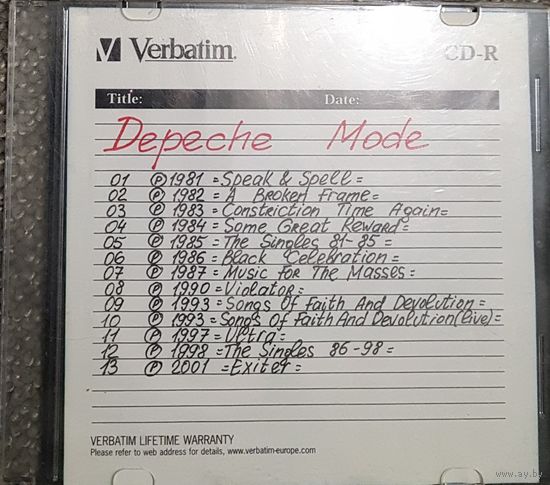 Verbatim.
CD-R
Title: Date:
Depeche Mode
01 Ⓟ 1981 = Speak & Spell =
02 Ⓟ 1982 = A Broken Frame =
03 Ⓟ 1983 = Constriction Time Again =
04 Ⓟ 1984 = Some Great Reward =
05 Ⓟ 1985 = The Singles 81-85 =
06 Ⓟ 1986 = Black Celebration =
07 Ⓟ 1987 = Music for The Masses =
08 Ⓟ 1990 = Violator =
09 Ⓟ 1993 = Songs Of Faith And Devolution =
10 Ⓟ 1993 = Songs Of Faith And Devolution (live) =
11 Ⓟ 1997 = Ultra =
12 Ⓟ 1998 = The Singles 86-98 =
13 Ⓟ 2001 = Exiter =
VERBATIM LIFETIME WARRANTY
Please refer to web address for details, www.verbatim-europe.com
www.ay.by